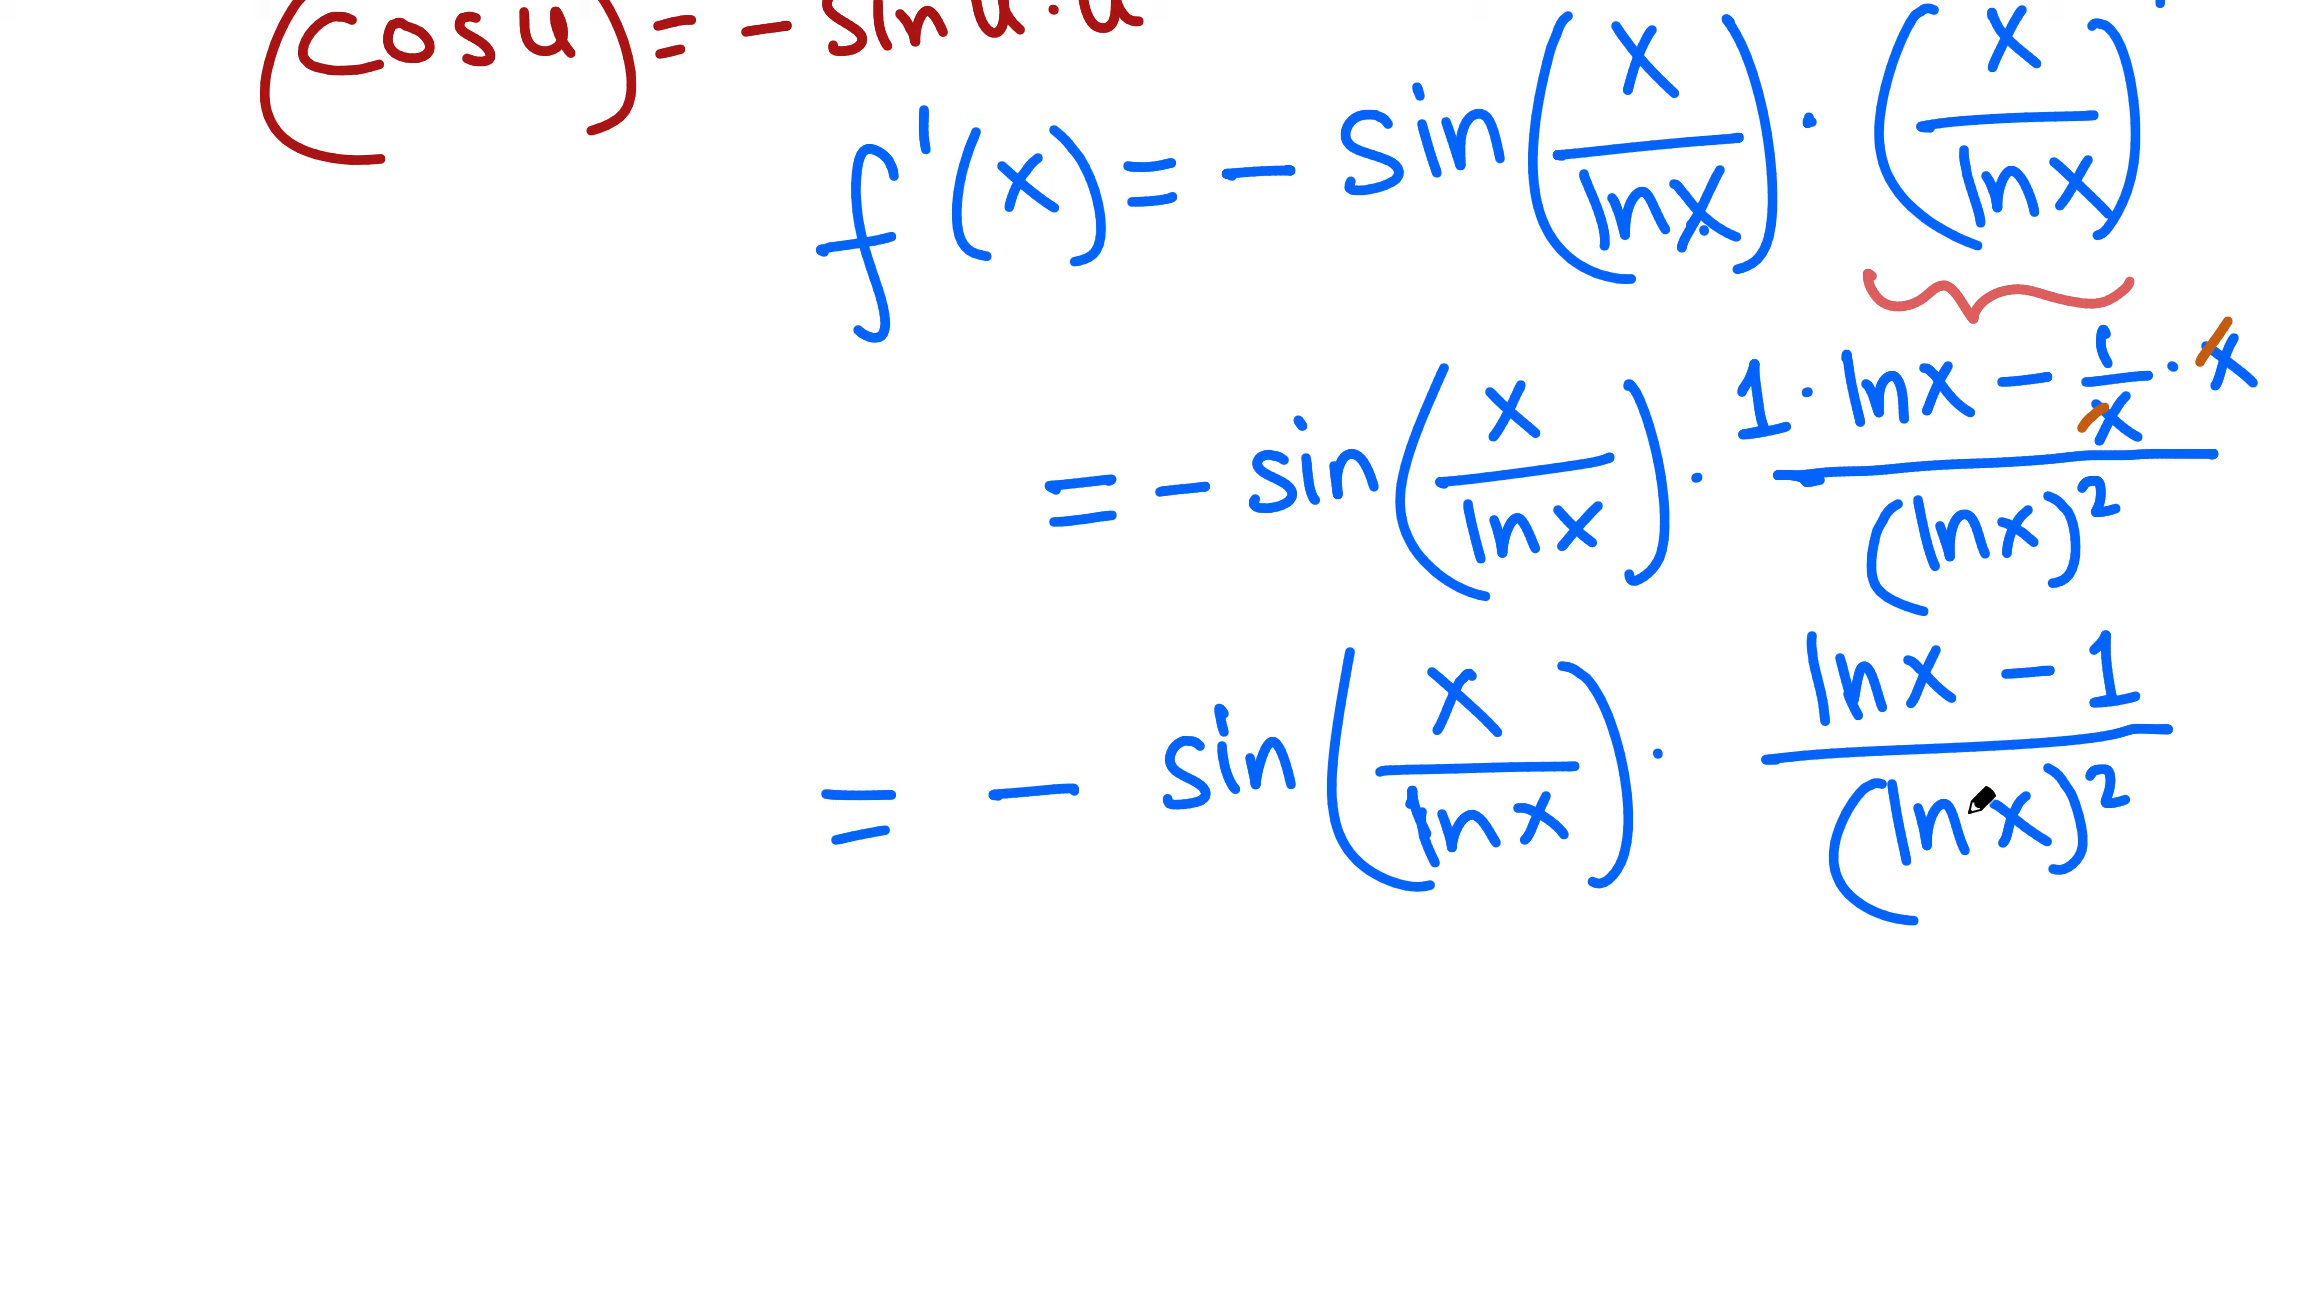 (cos u) = - sin u · u
f'(x) = - sin(x/lnx) · (x/lnx)'
= - sin(x/lnx) · (1 · lnx - 1/x · x)/(lnx)²
= - sin(x/lnx) · (lnx - 1)/(lnx)²